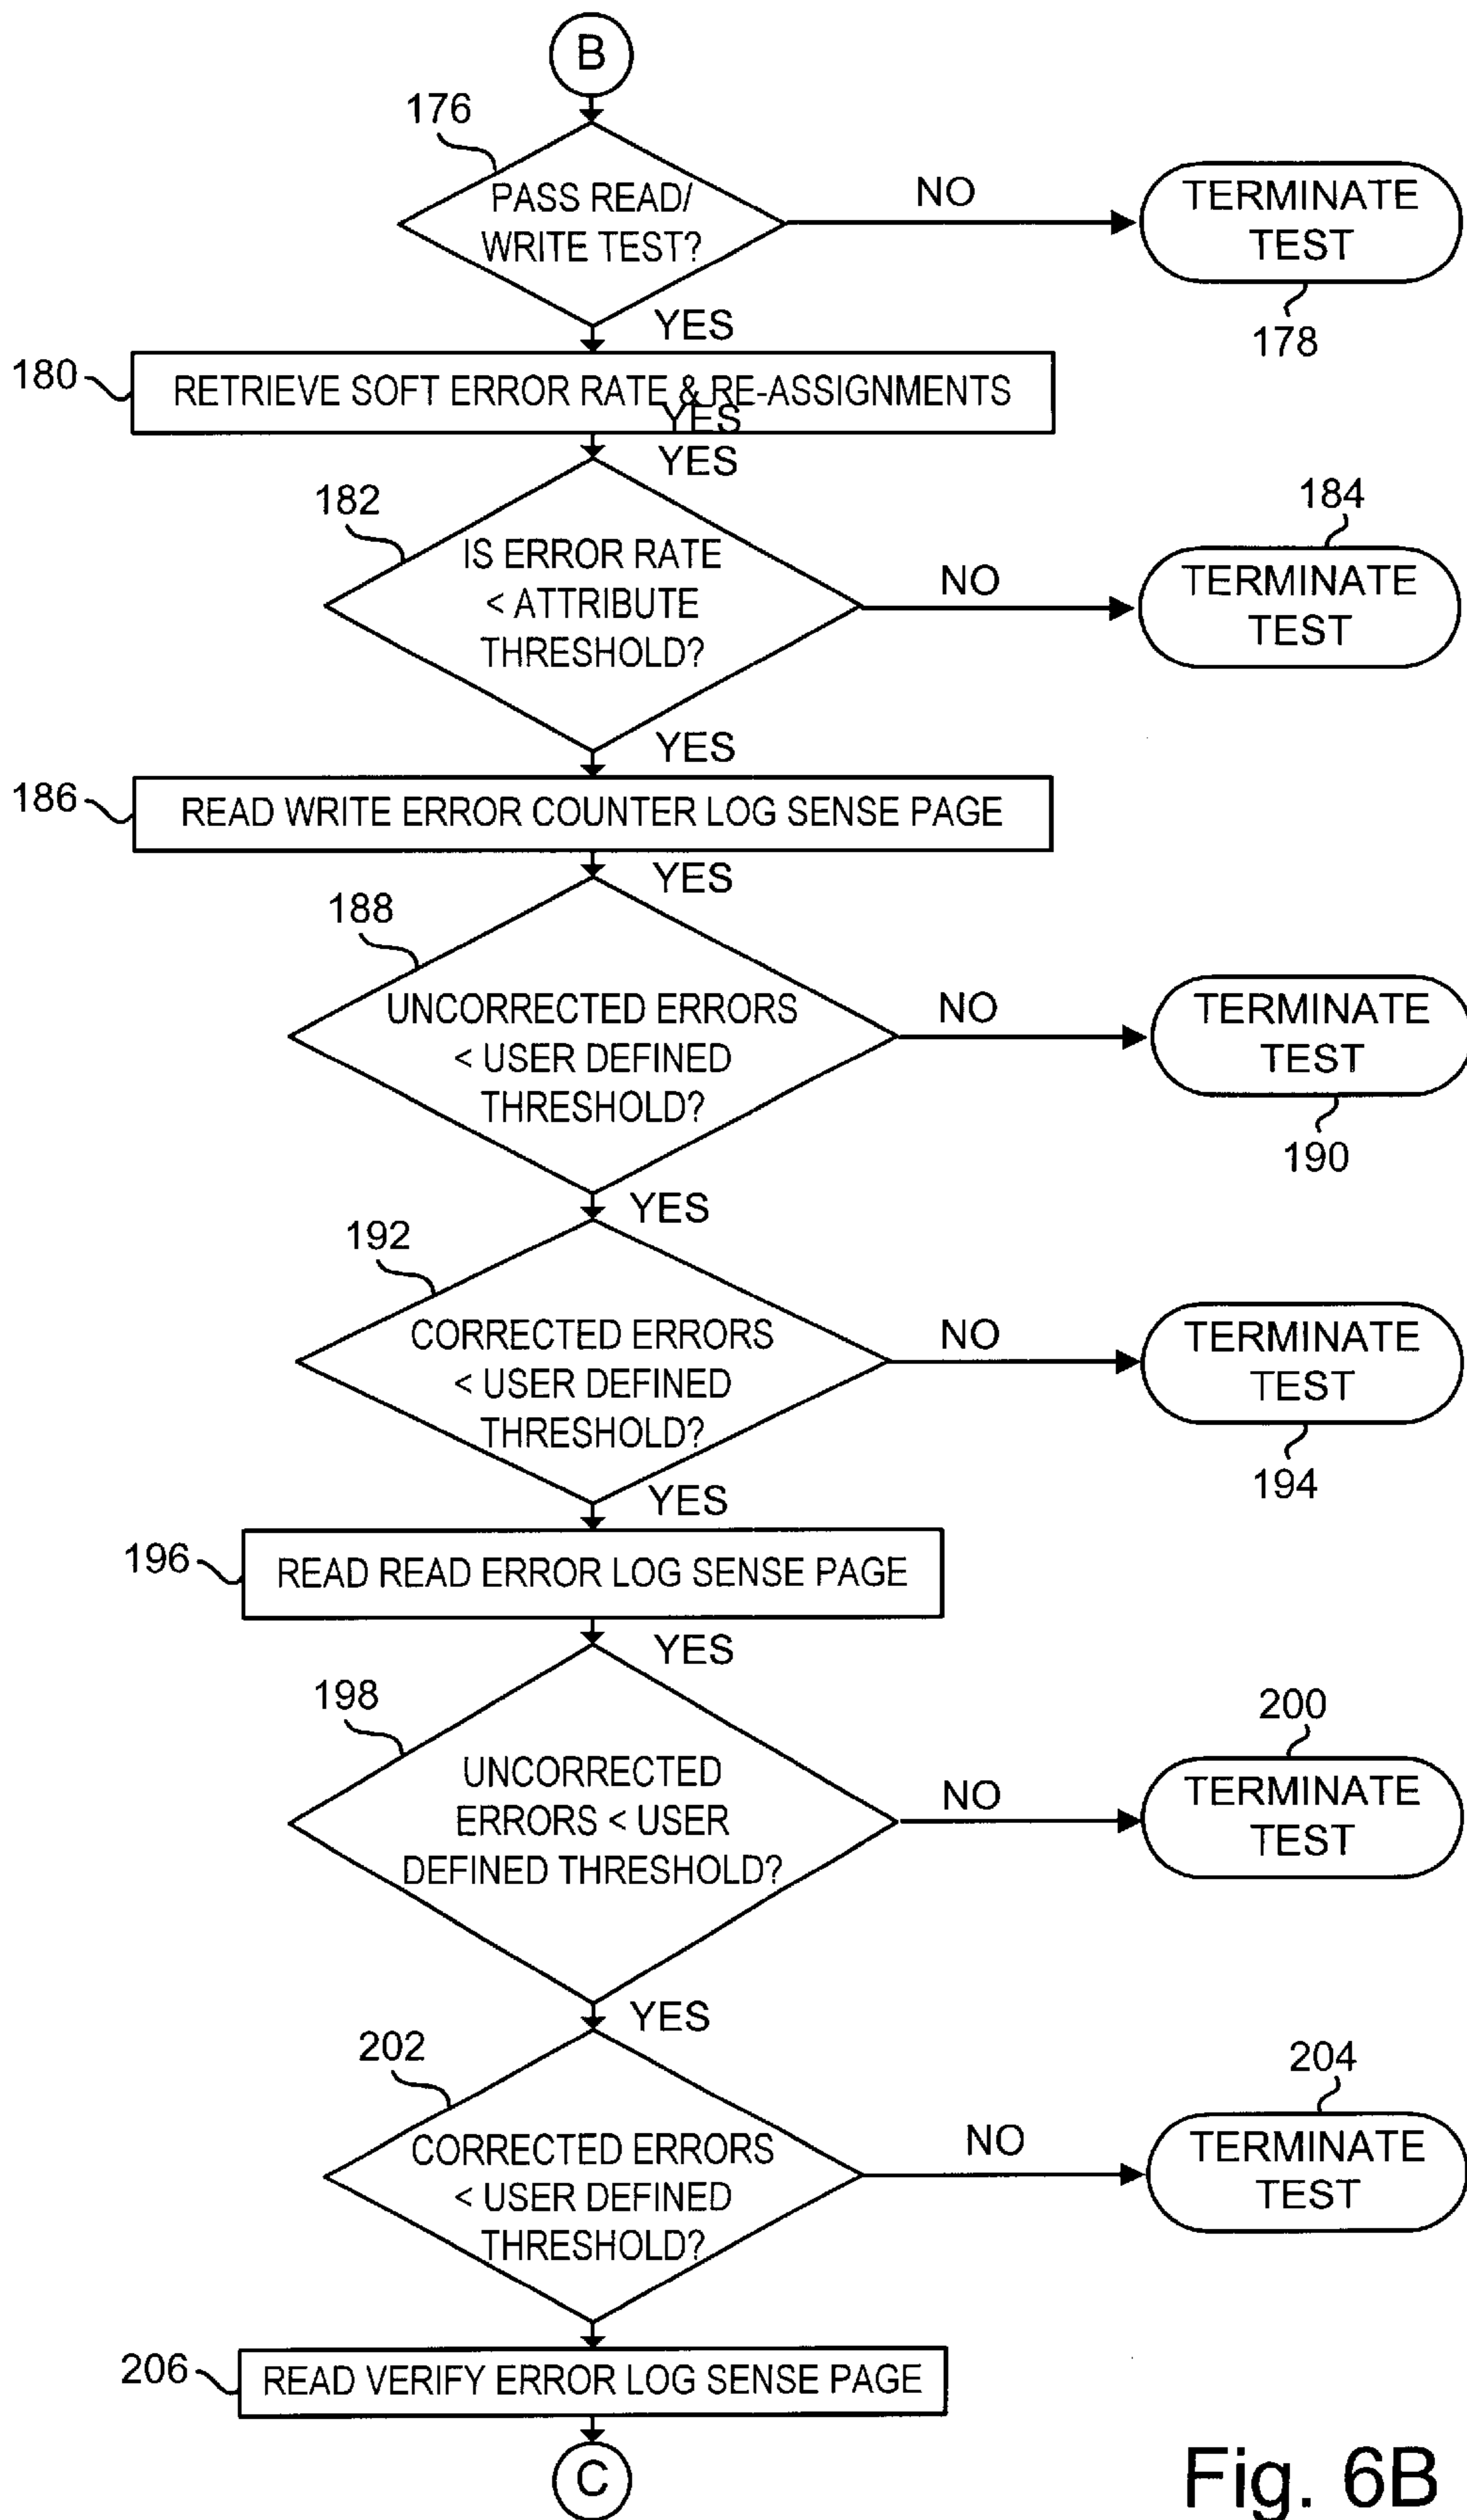 B
176
PASS READ/
WRITE TEST?
NO
TERMINATE
TEST
178
YES
180
RETRIEVE SOFT ERROR RATE & RE-ASSIGNMENTS
YES
YES
182
IS ERROR RATE
< ATTRIBUTE
THRESHOLD?
NO
184
TERMINATE
TEST
YES
186
READ WRITE ERROR COUNTER LOG SENSE PAGE
YES
188
UNCORRECTED ERRORS
< USER DEFINED
THRESHOLD?
NO
TERMINATE
TEST
190
YES
192
CORRECTED ERRORS
< USER DEFINED
THRESHOLD?
NO
TERMINATE
TEST
194
YES
196
READ READ ERROR LOG SENSE PAGE
YES
198
UNCORRECTED
ERRORS < USER
DEFINED THRESHOLD?
NO
200
TERMINATE
TEST
YES
202
CORRECTED ERRORS
< USER DEFINED
THRESHOLD?
NO
204
TERMINATE
TEST
206
READ VERIFY ERROR LOG SENSE PAGE
C
Fig. 6B